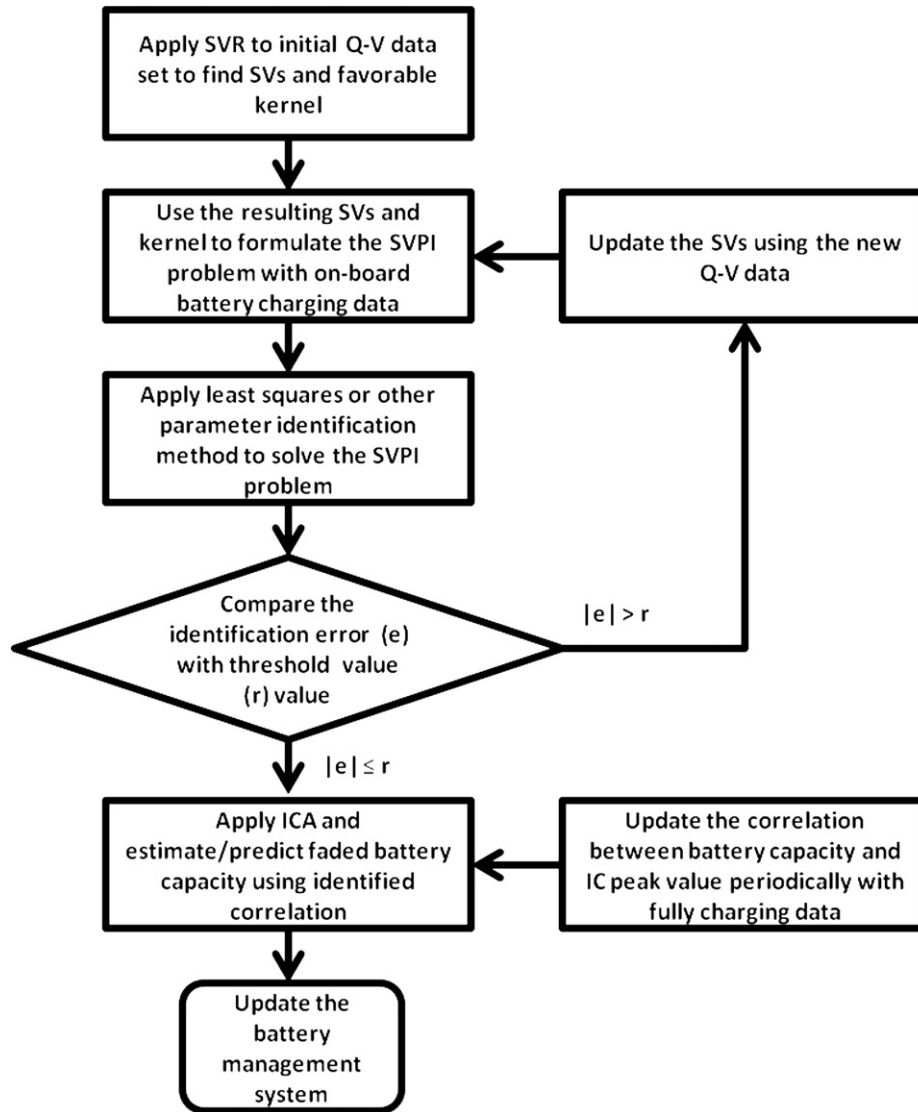 Apply SVR to initial Q-V data
set to find SVs and favorable
kernel
Use the resulting SVs and
kernel to formulate the SVPI
problem with on-board
battery charging data
Update the SVs using the new
Q-V data
Apply least squares or other
parameter identification
method to solve the SVPI
problem
Compare the
identification error (e)
with threshold value
(r) value
|e| > r
|e| ≤ r
Apply ICA and
estimate/predict faded battery
capacity using identified
correlation
Update the correlation
between battery capacity and
IC peak value periodically with
fully charging data
Update the
battery
management
system